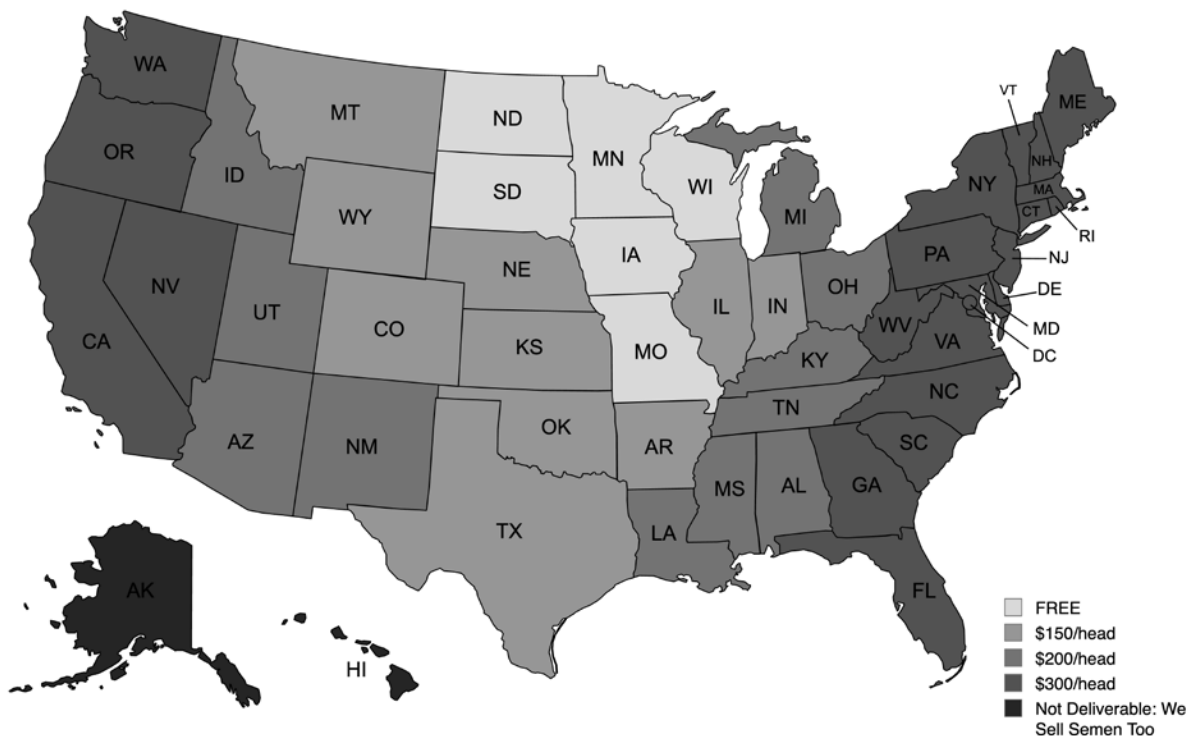 WA
MT
ND
MN
VT
ME
OR
ID
SD
WI
NH
WY
MI
NY
MA
CT
RI
IA
NE
PA
NJ
NV
UT
CO
IL
IN
OH
DE
CA
KS
MO
WV
MD
VA
DC
KY
NC
TN
AZ
NM
OK
AR
SC
MS
AL
GA
TX
LA
AK
FL
HI
FREE
$150/head
$200/head
$300/head
Not Deliverable: We
Sell Semen Too